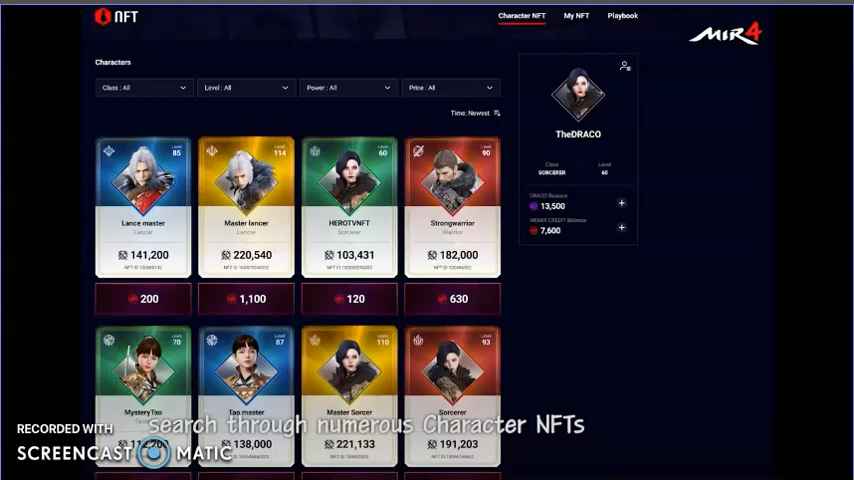 NFT
Character NFT
My NFT
Playbook
MIR4
Characters
Class : All
Level : All
Power : All
Price : All
Time: Newest
Level
85
Lance master
Lancer
141,200
200
Level
114
Master lancer
Lancer
220,540
1,100
Level
60
HEROTVNFT
Sorcerer
103,431
120
Level
90
Strongwarrior
Warrior
182,000
630
TheDRACO
Class
SORCERER
Level
60
DRACO Balance
13,500
WEMIX CREDIT Balance
7,600
Level
70
MysteryTao
Level
87
Tao master
138,000
Level
110
Master Sorcer
221,133
Level
93
Sorcerer
191,203
search through numerous Character NFTs
RECORDED WITH
SCREENCAST MATIC